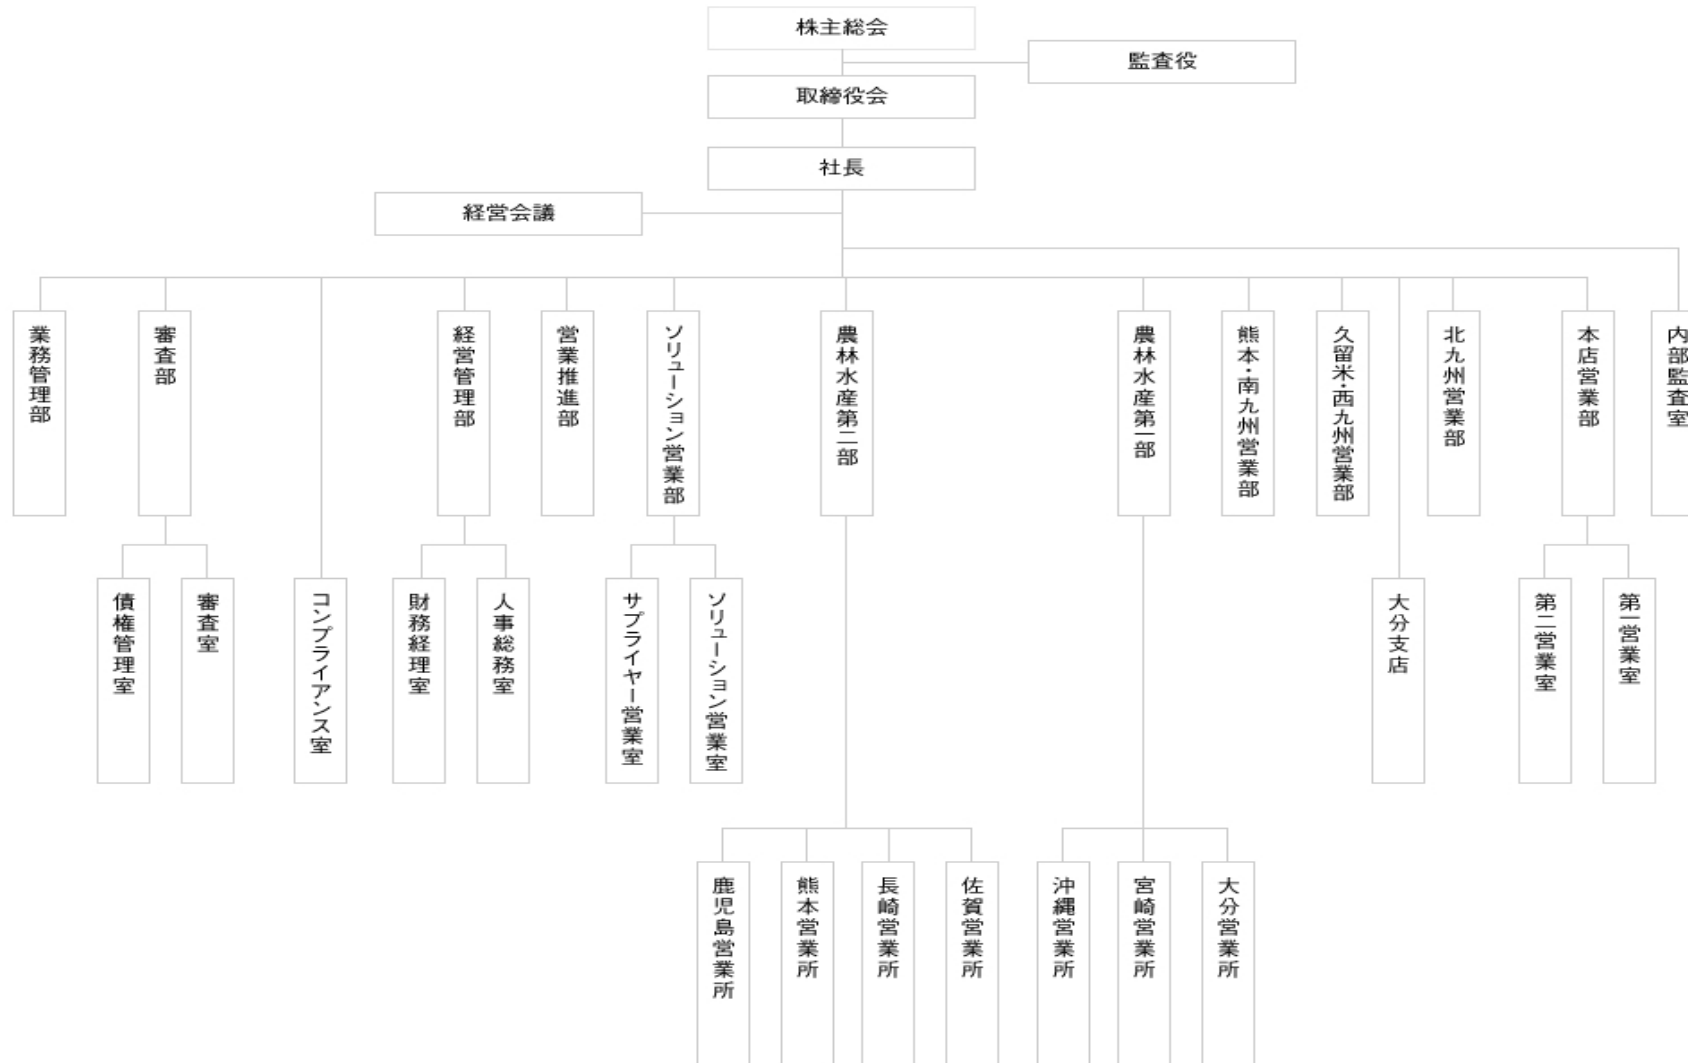 株主総会
監査役
取締役会
社長
経営会議
業務管理部
審査部
経営管理部
営業推進部
ソリューション営業部
農林水産第二部
農林水産第一部
熊本・南九州営業部
久留米・西九州営業部
北九州営業部
本店営業部
内部監査室
債権管理室
審査室
コンプライアンス室
財務経理室
人事総務室
サプライヤー営業室
ソリューション営業室
大分支店
第二営業室
第一営業室
鹿児島営業所
熊本営業所
長崎営業所
佐賀営業所
沖縄営業所
宮崎営業所
大分営業所